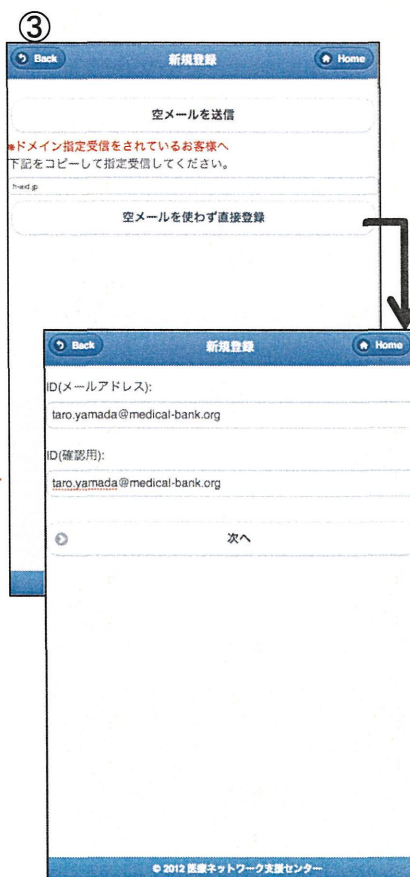 ③
Back 新規登録 Home
空メールを送信
*ドメイン指定受信をされているお客様へ
下記をコピーして指定受信してください。
空メールを使わず直接登録
Back 新規登録 Home
ID(メールアドレス):
taro.yamada@medical-bank.org
ID(確認用):
taro.yamada@medical-bank.org
次へ
© 2012 医療ネットワーク支援センター